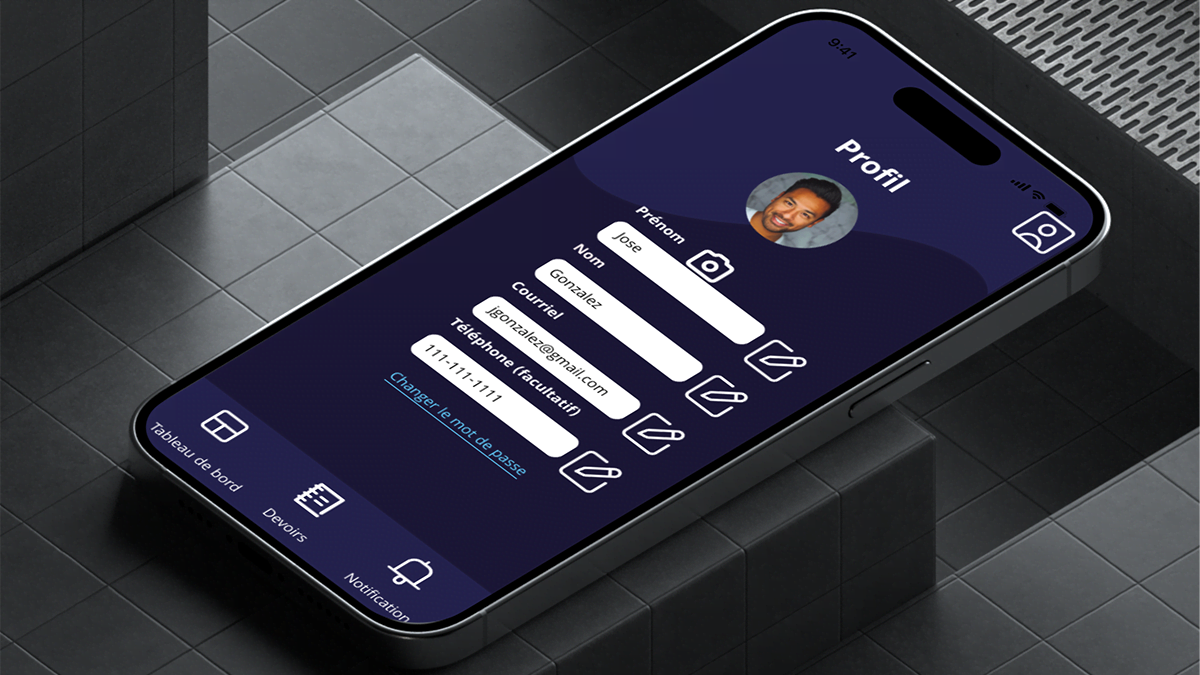 9:41
Profil
Prénom
Jose
Nom
Gonzalez
Courriel
jgonzalez@gmail.com
Téléphone (facultatif)
111-111-1111
Changer le mot de passe
Tableau de bord
Devoirs
Notification